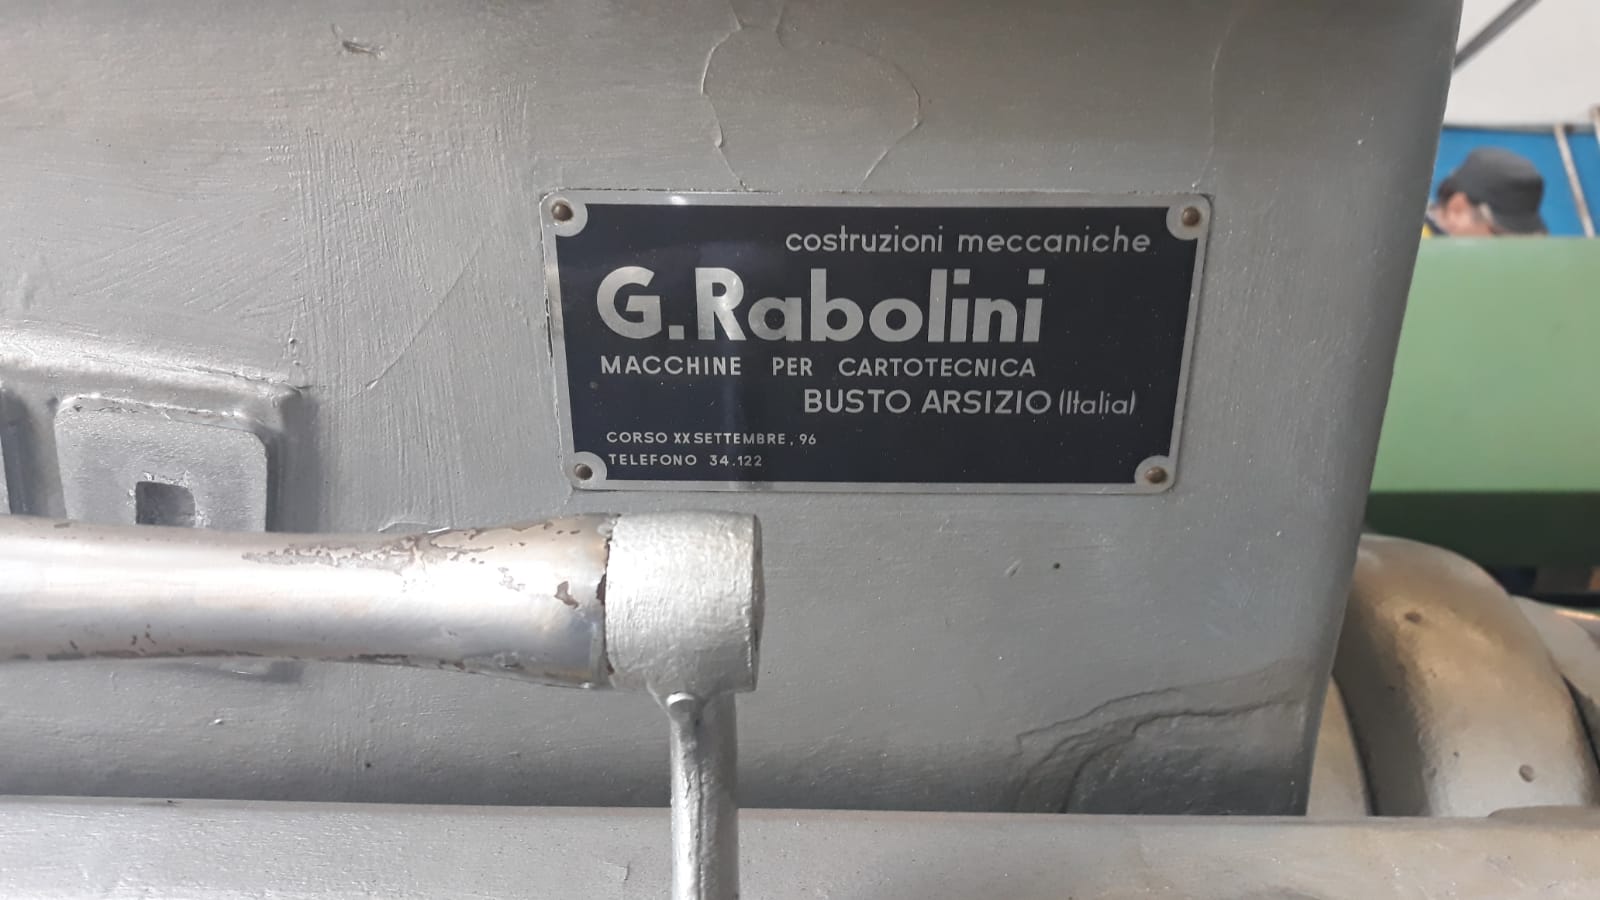 costruzioni meccaniche
G.Rabolini
MACCHINE PER CARTOTECNICA
BUSTO ARSIZIO (Italia)
CORSO XX SETTEMBRE, 96
TELEFONO 34.122